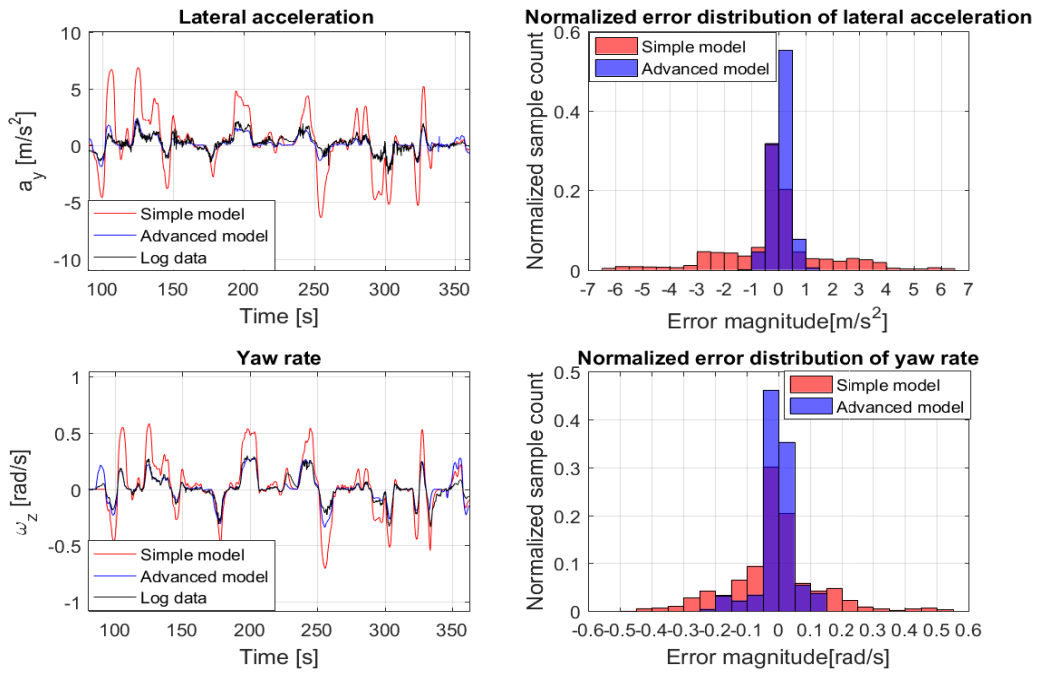 Lateral acceleration
10
5
0
-5
-10
a_y [m/s^2]
Simple model
Advanced model
Log data
100 150 200 250 300 350
Time [s]
Normalized error distribution of lateral acceleration
0.6
0.4
0.2
0
Normalized sample count
Simple model
Advanced model
-7 -6 -5 -4 -3 -2 -1 0 1 2 3 4 5 6 7
Error magnitude[m/s^2]
Yaw rate
1
0.5
0
-0.5
-1
ω_z [rad/s]
Simple model
Advanced model
Log data
100 150 200 250 300 350
Time [s]
Normalized error distribution of yaw rate
0.5
0.4
0.3
0.2
0.1
0
Normalized sample count
Simple model
Advanced model
-0.6-0.5-0.4-0.3-0.2-0.1 0 0.1 0.2 0.3 0.4 0.5 0.6
Error magnitude[rad/s]